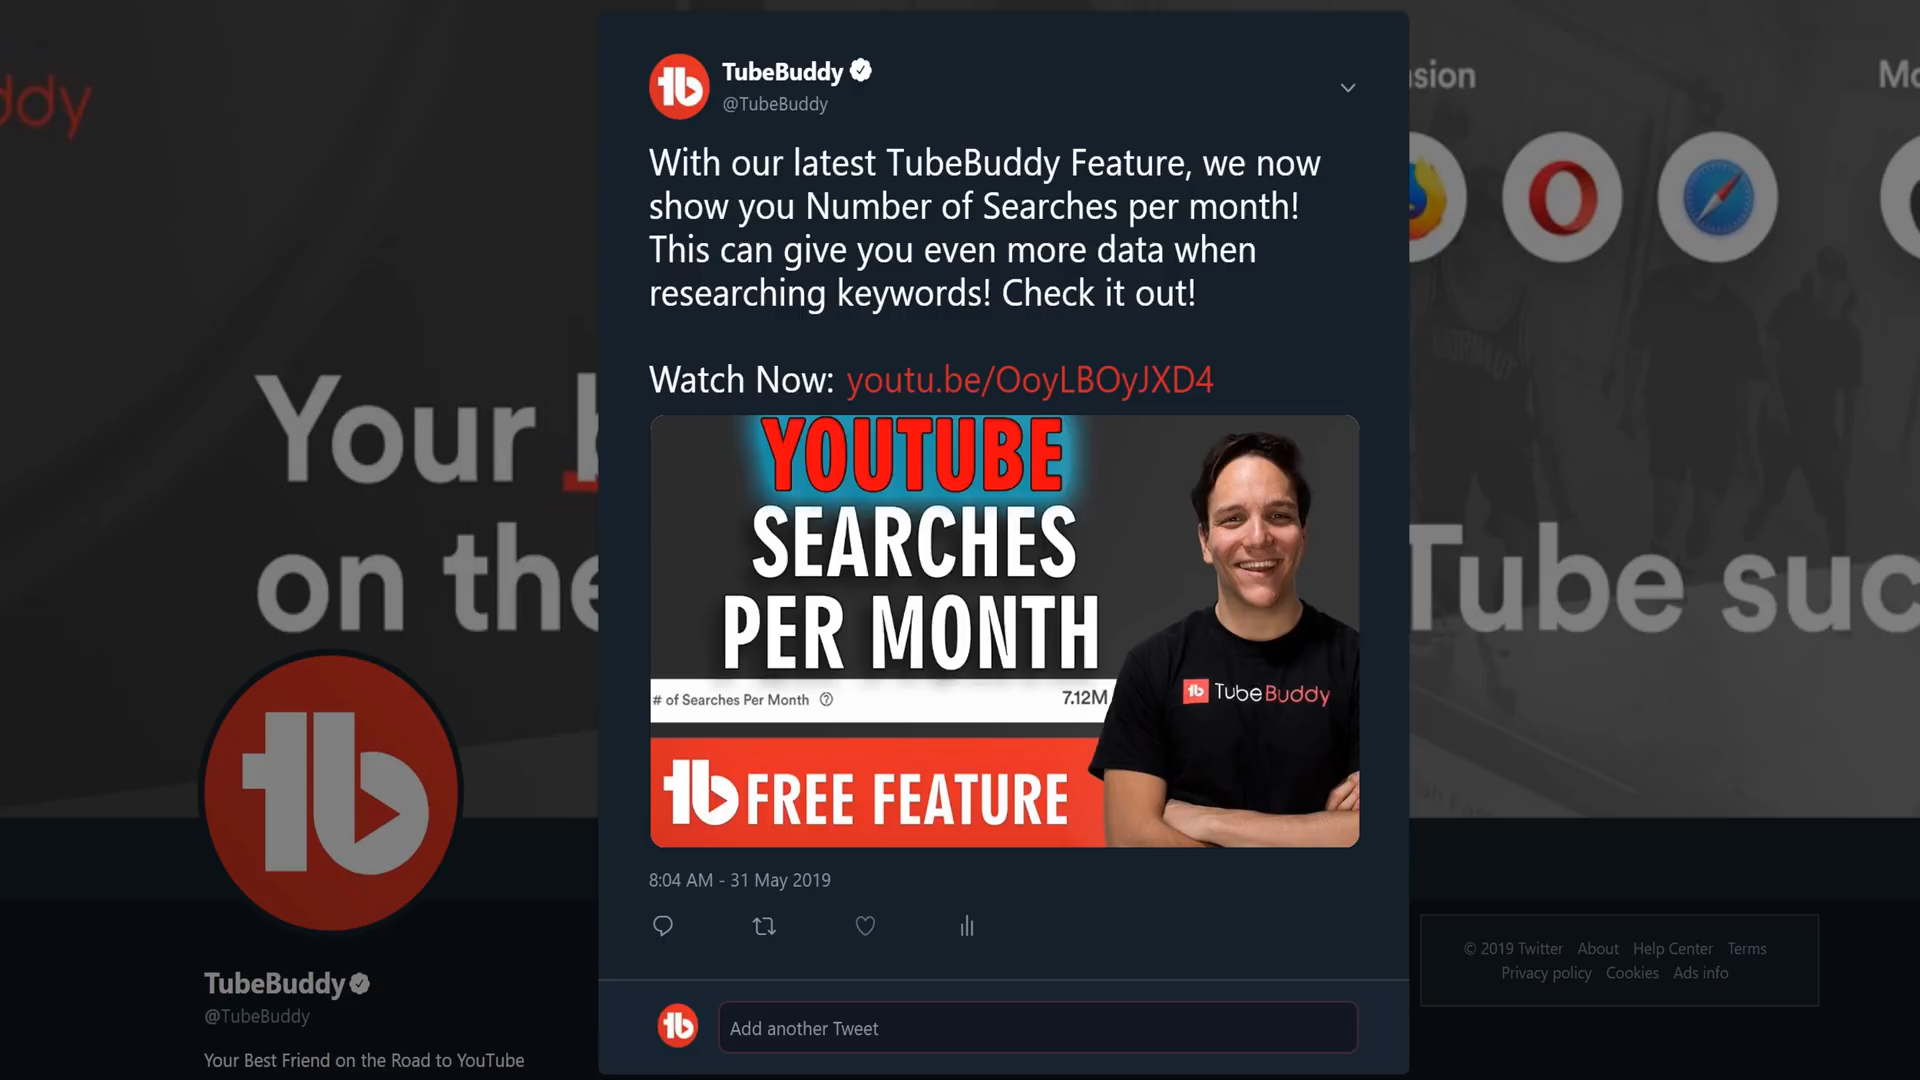 TubeBuddy
@TubeBuddy
With our latest TubeBuddy Feature, we now
show you Number of Searches per month!
This can give you even more data when
researching keywords! Check it out!
Watch Now: youtu.be/OoyLBOyJXD4
YOUTUBE
SEARCHES
PER MONTH
# of Searches Per Month
7.12M
TubeBuddy
FREE FEATURE
8:04 AM - 31 May 2019
Add another Tweet
ddy
sion
Mo
Your b
on the
Tube suc
TubeBuddy
@TubeBuddy
Your Best Friend on the Road to YouTube
© 2019 Twitter About Help Center Terms
Privacy policy Cookies Ads info